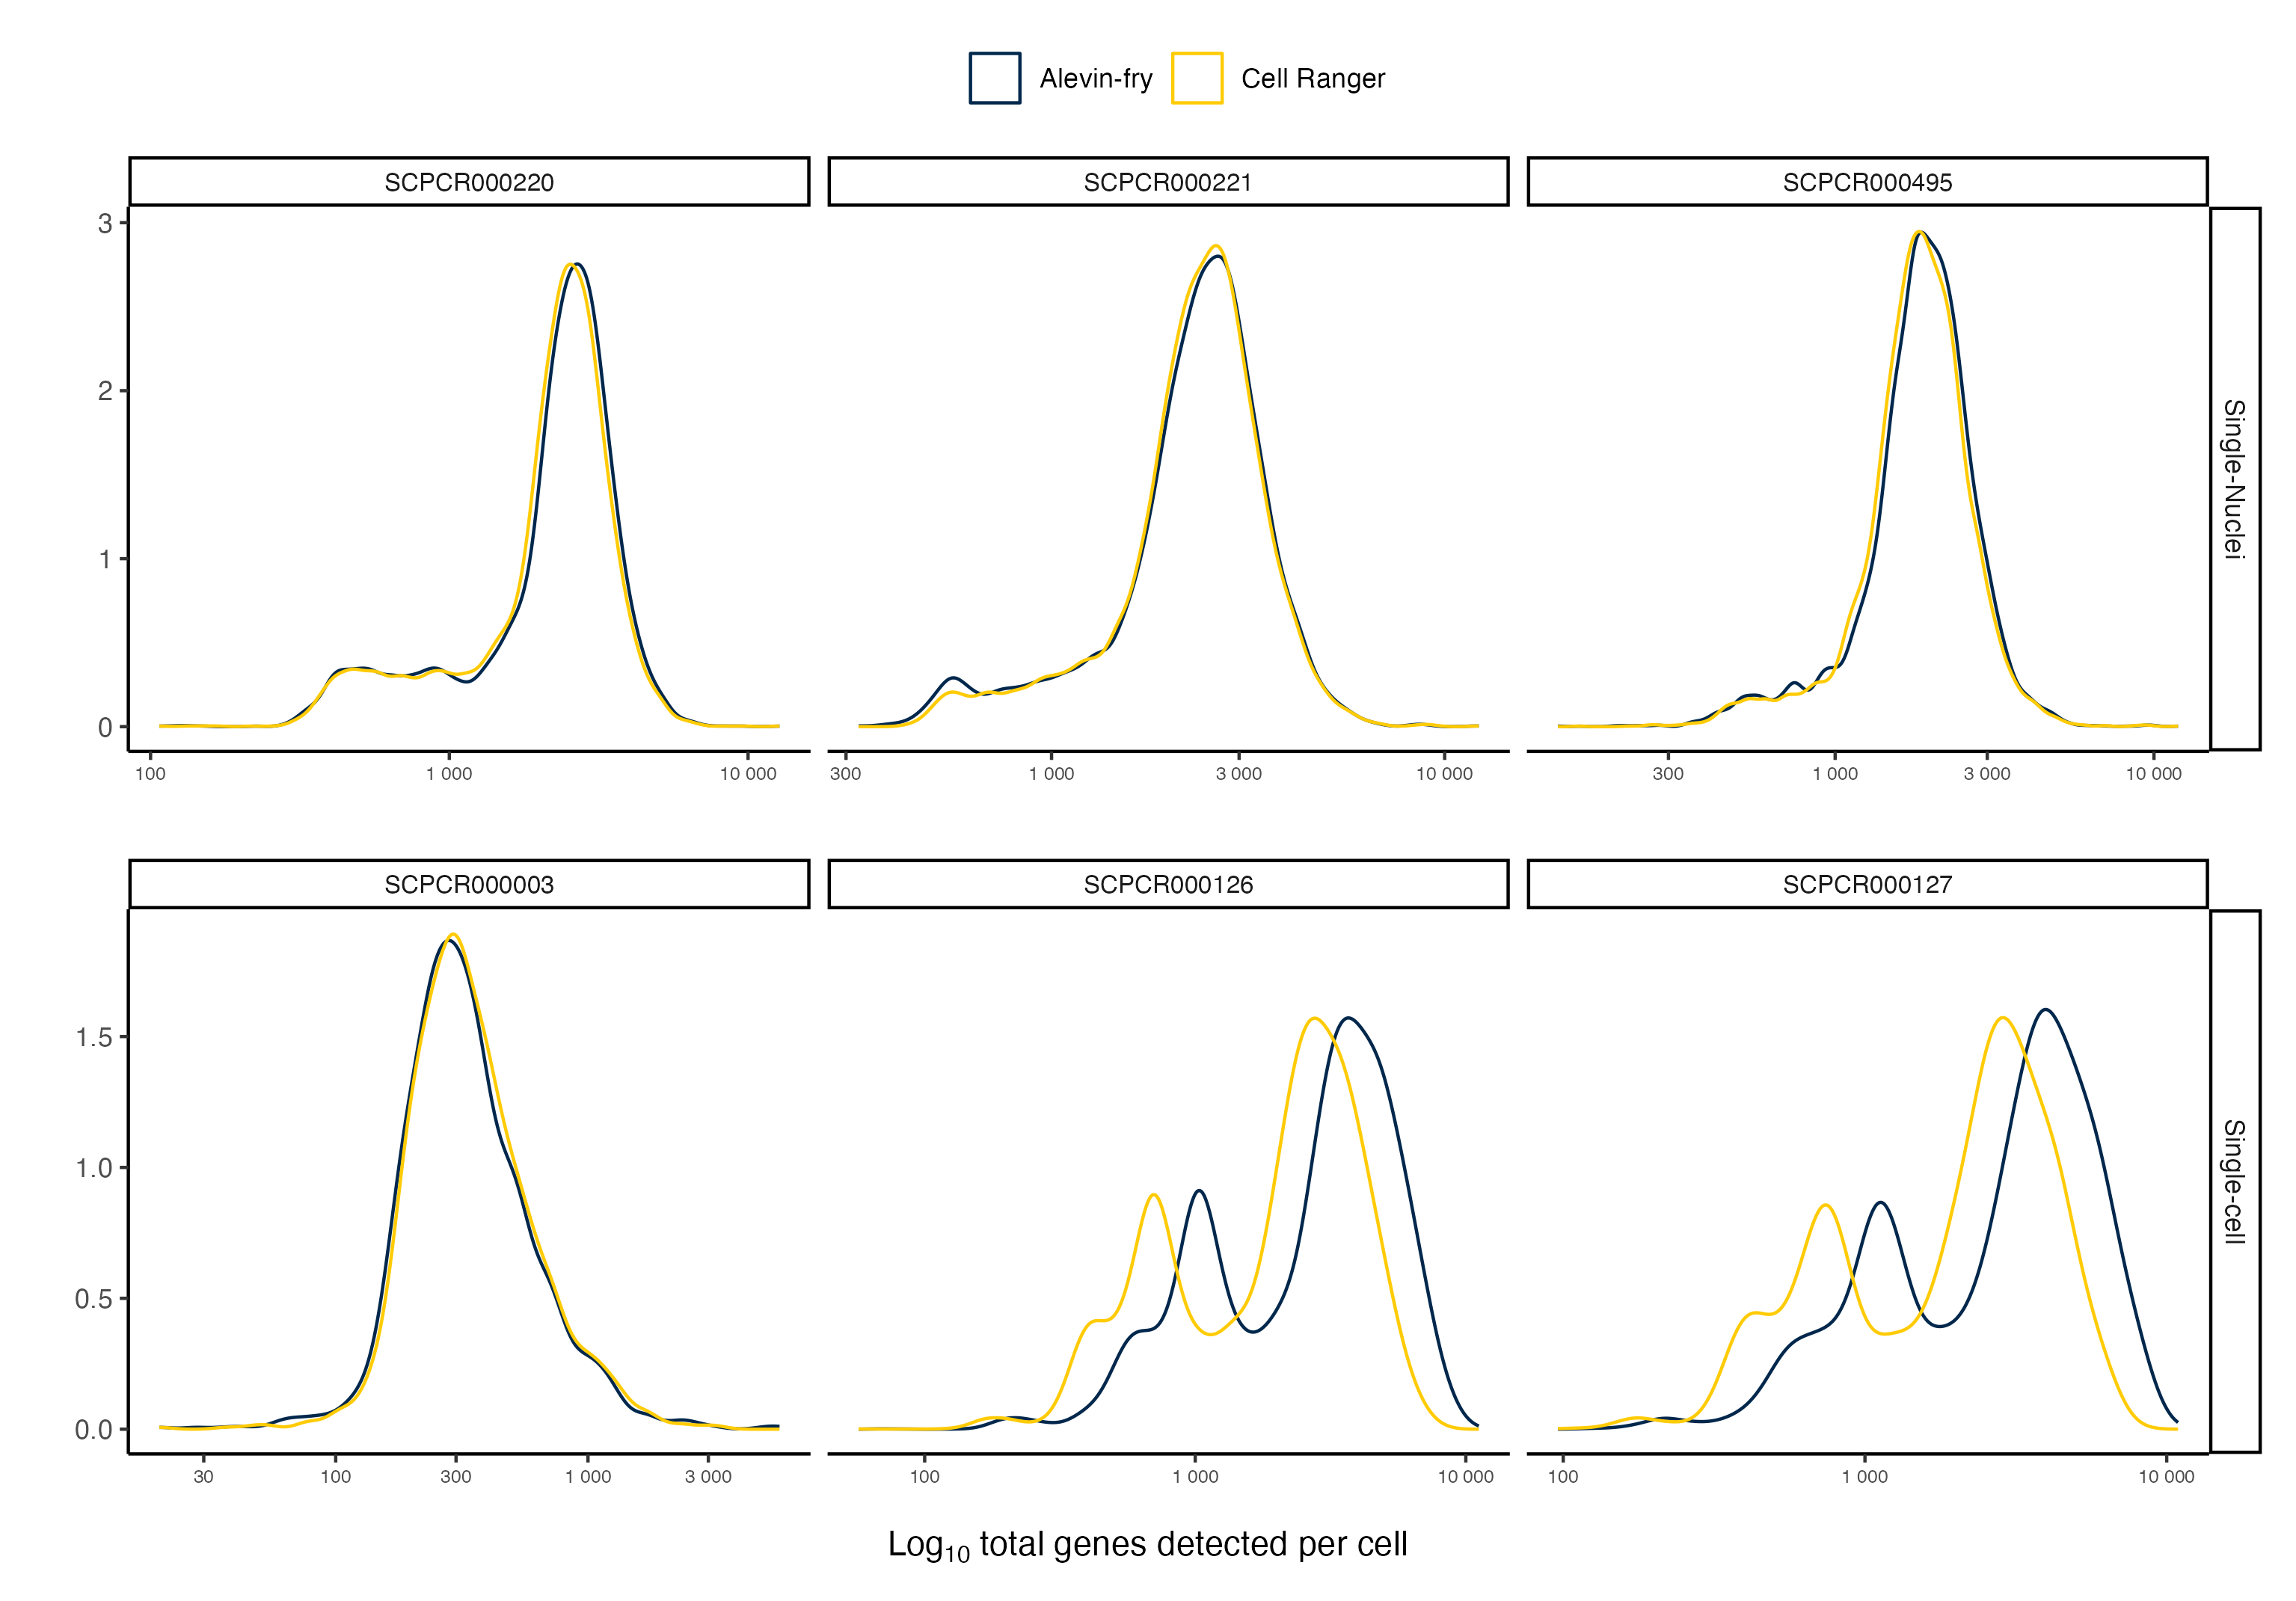 Alevin-fry Cell Ranger
SCPCR000220 SCPCR000221 SCPCR000495
3
2
1
0
Single-Nuclei
100 1 000 10 000 300 1 000 3 000 10 000 300 1 000 3 000 10 000
SCPCR000003 SCPCR000126 SCPCR000127
1.5
1.0
0.5
0.0
Single-cell
30 100 300 1 000 3 000 100 1 000 10 000 100 1 000 10 000
Log10 total genes detected per cell